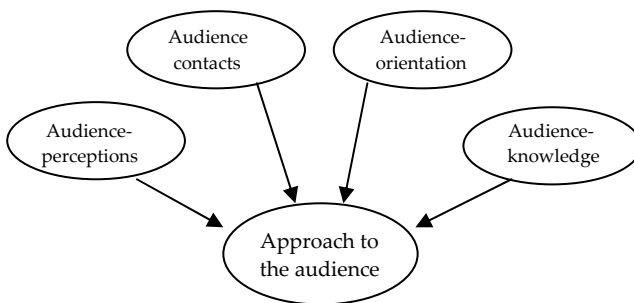 Audience
contacts
Audience-
orientation
Audience-
perceptions
Audience-
knowledge
Approach to
the audience